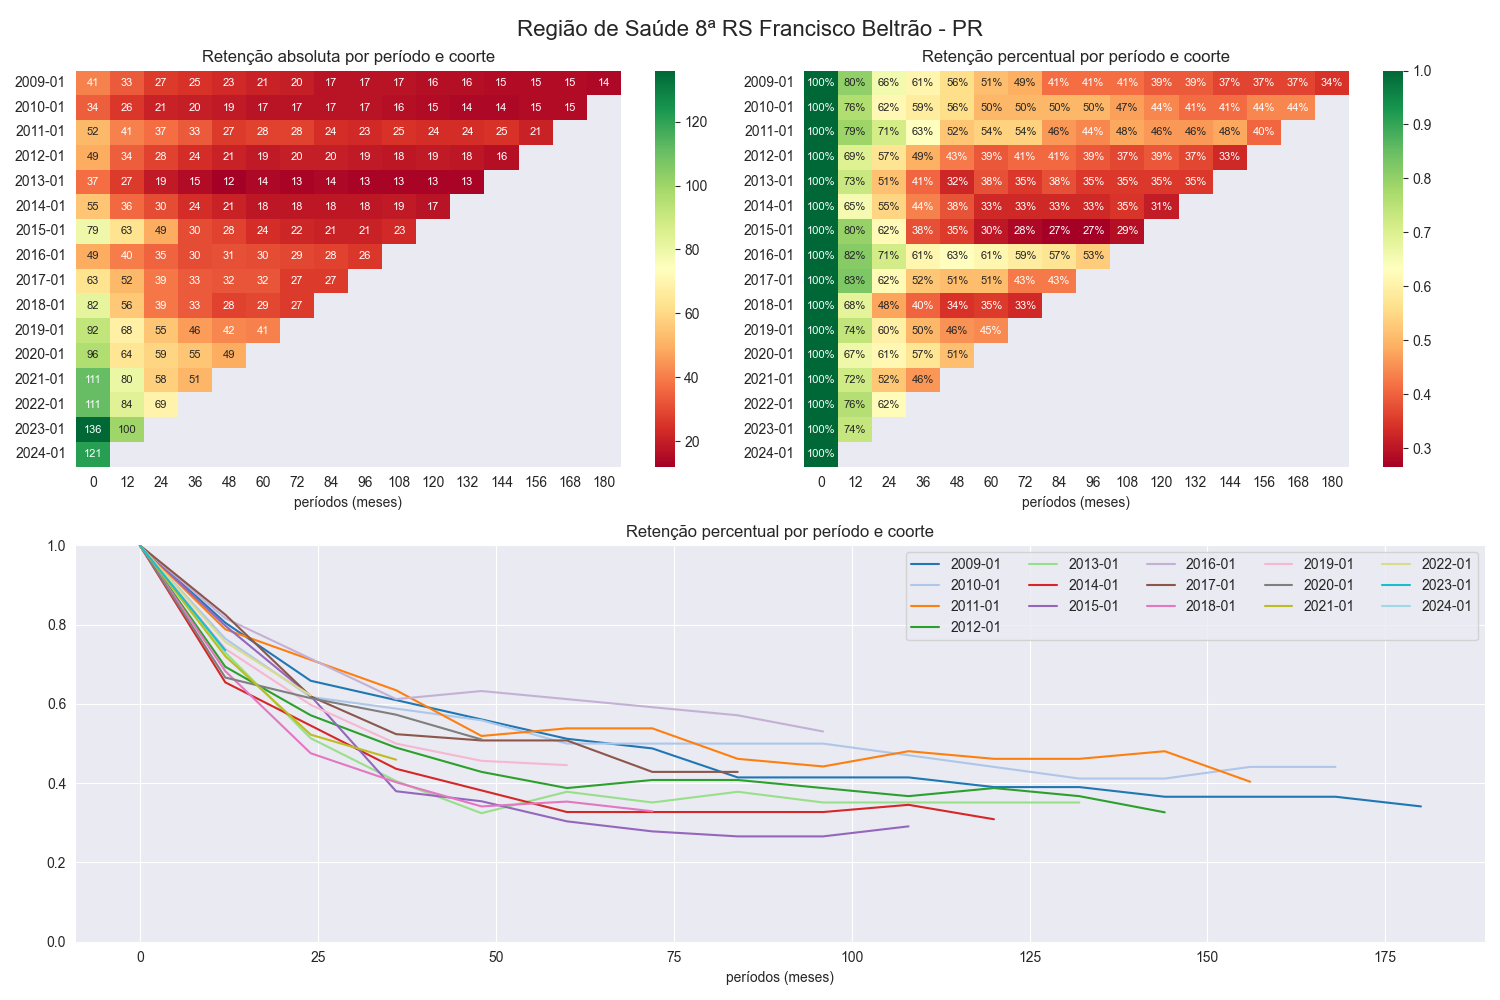 Região de Saúde 8ª RS Francisco Beltrão - PR
Retenção absoluta por período e coorte
2009-01 41 33 27 25 23 21 20 17 17 17 16 16 15 15 15 14
2010-01 34 26 21 20 19 17 17 17 17 16 15 14 14 15 15
2011-01 52 41 37 33 27 28 28 24 23 25 24 24 25 21
2012-01 49 34 28 24 21 19 20 20 19 18 19 18 16
2013-01 37 27 19 15 12 14 13 14 13 13 13 13
2014-01 55 36 30 24 21 18 18 18 18 19 17
2015-01 79 63 49 30 28 24 22 21 21 23
2016-01 49 40 35 30 31 30 29 28 26
2017-01 63 52 39 33 32 32 27 27
2018-01 82 56 39 33 28 29 27
2019-01 92 68 55 46 42 41
2020-01 96 64 59 55 49
2021-01 111 80 58 51
2022-01 111 84 69
2023-01 136 100
2024-01 121
0 12 24 36 48 60 72 84 96 108 120 132 144 156 168 180
períodos (meses)
120
100
80
60
40
20
Retenção percentual por período e coorte
2009-01 100% 80% 66% 61% 56% 51% 49% 41% 41% 41% 39% 39% 37% 37% 37% 34%
2010-01 100% 76% 62% 59% 56% 50% 50% 50% 50% 47% 44% 41% 41% 44% 44%
2011-01 100% 79% 71% 63% 52% 54% 54% 46% 44% 48% 46% 46% 48% 40%
2012-01 100% 69% 57% 49% 43% 39% 41% 41% 39% 37% 39% 37% 33%
2013-01 100% 73% 51% 41% 32% 38% 35% 38% 35% 35% 35% 35%
2014-01 100% 65% 55% 44% 38% 33% 33% 33% 33% 35% 31%
2015-01 100% 80% 62% 38% 35% 30% 28% 27% 27% 29%
2016-01 100% 82% 71% 61% 63% 61% 59% 57% 53%
2017-01 100% 83% 62% 52% 51% 51% 43% 43%
2018-01 100% 68% 48% 40% 34% 35% 33%
2019-01 100% 74% 60% 50% 46% 45%
2020-01 100% 67% 61% 57% 51%
2021-01 100% 72% 52% 46%
2022-01 100% 76% 62%
2023-01 100% 74%
2024-01 100%
0 12 24 36 48 60 72 84 96 108 120 132 144 156 168 180
períodos (meses)
1.0
0.9
0.8
0.7
0.6
0.5
0.4
0.3
Retenção percentual por período e coorte
1.0
0.8
0.6
0.4
0.2
0.0
2009-01 2013-01 2016-01 2019-01 2022-01
2010-01 2014-01 2017-01 2020-01 2023-01
2011-01 2015-01 2018-01 2021-01 2024-01
2012-01
0 25 50 75 100 125 150 175
períodos (meses)